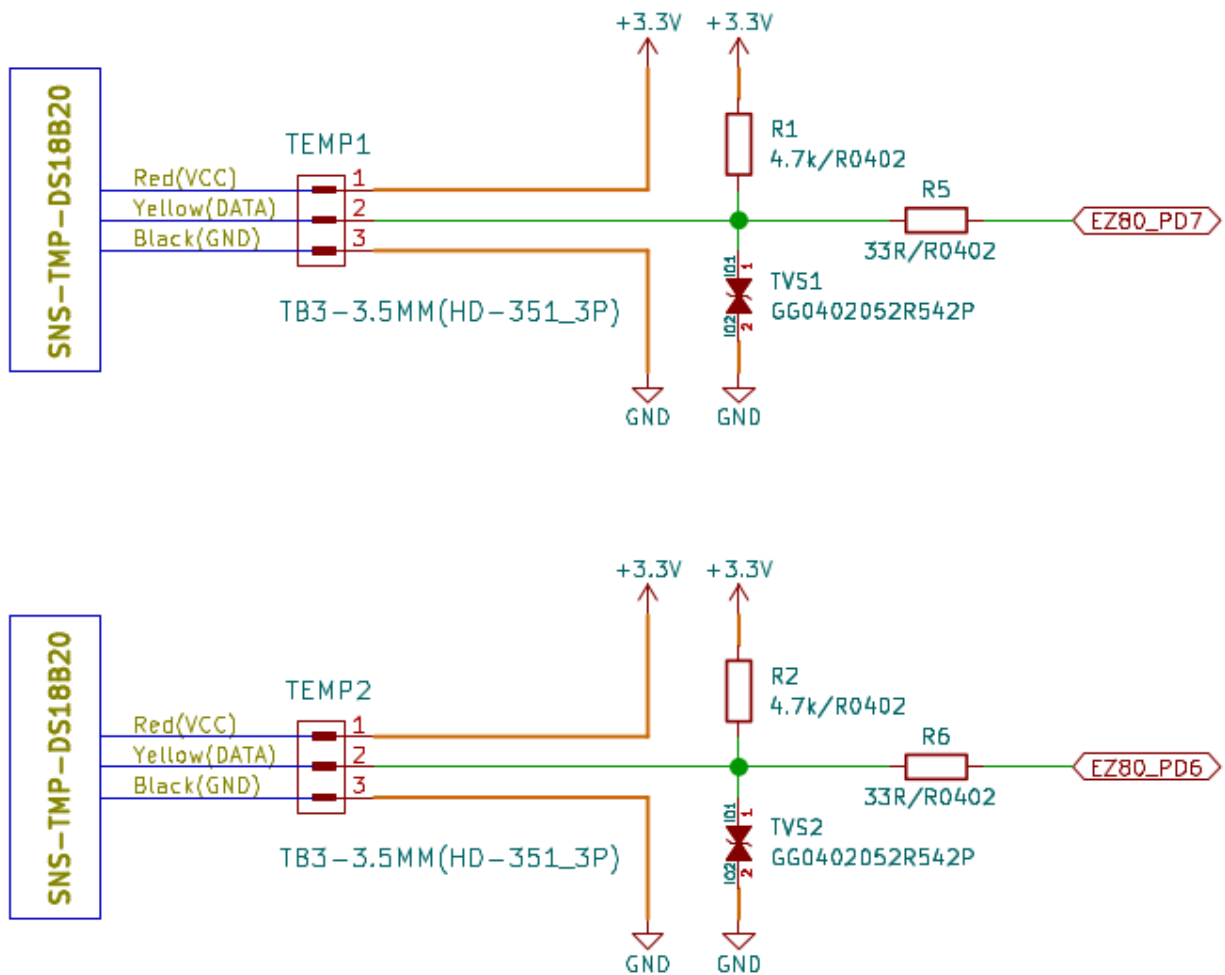 +3.3V +3.3V
SNS-TMP-DS18B20
TEMP1
R1
4.7k/R0402
Red(VCC) 1
Yellow(DATA) 2
Black(GND) 3
R5
33R/R0402
EZ80_PD7
TB3-3.5MM(HD-351_3P)
IO1 1
TVS1
GG0402052R542P
IO2 2
GND GND
+3.3V +3.3V
SNS-TMP-DS18B20
TEMP2
R2
4.7k/R0402
Red(VCC) 1
Yellow(DATA) 2
Black(GND) 3
R6
33R/R0402
EZ80_PD6
TB3-3.5MM(HD-351_3P)
IO1 1
TVS2
GG0402052R542P
IO2 2
GND GND